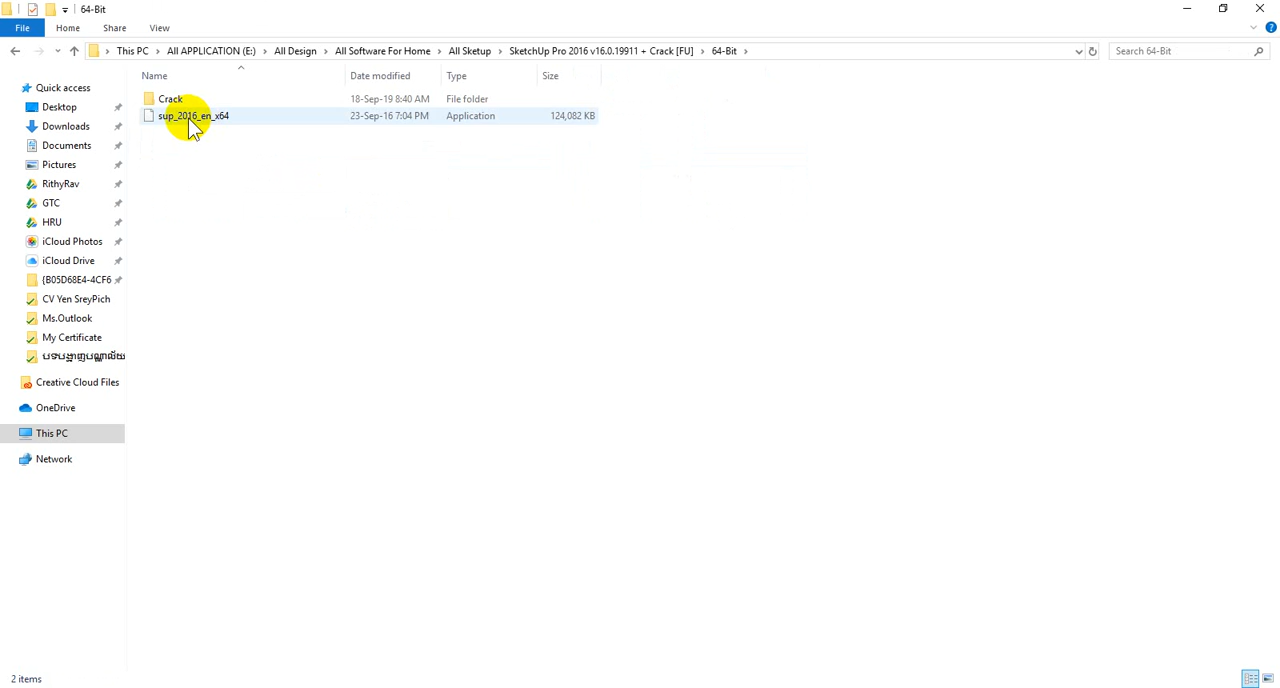 64-Bit
File Home Share View
This PC All APPLICATION (E:) All Design All Software For Home All Sketup SketchUp Pro 2016 v16.0.19911 + Crack [FU] 64-Bit
Search 64-Bit
Name Date modified Type Size
Crack 18-Sep-19 8:40 AM File folder
sup_2016_en_x64 23-Sep-16 7:04 PM Application 124,082 KB
Quick access
Desktop
Downloads
Documents
Pictures
RithyRav
GTC
HRU
iCloud Photos
iCloud Drive
{B05D68E4-4CF6
CV Yen SreyPich
Ms.Outlook
My Certificate
Creative Cloud Files
OneDrive
This PC
Network
2 items